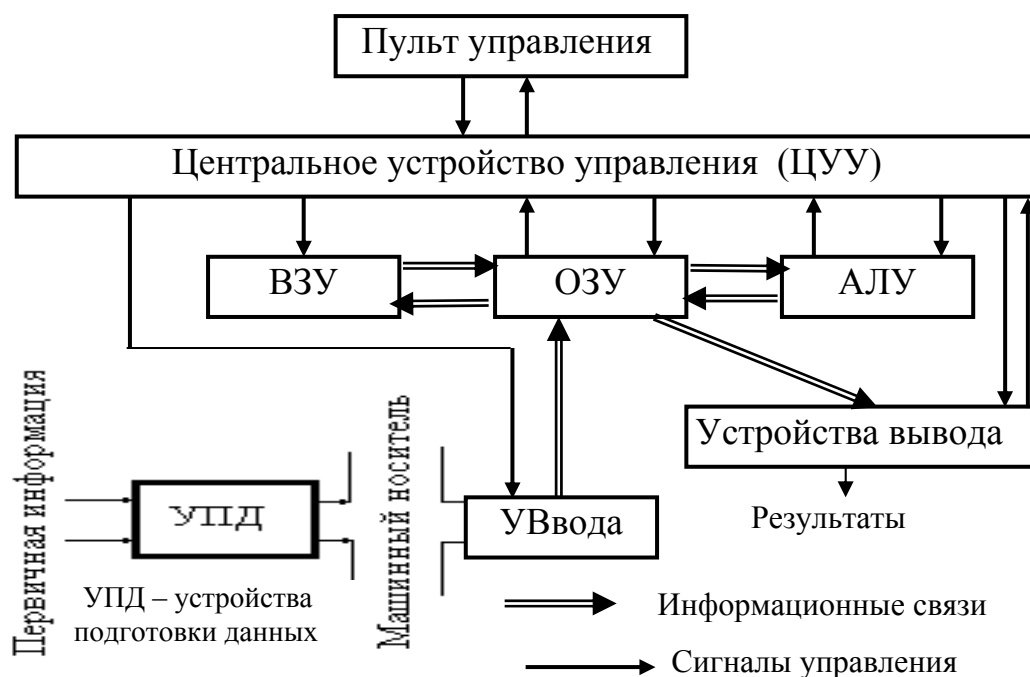 Пульт управления
Центральное устройство управления (ЦУУ)
ВЗУ
ОЗУ
АЛУ
Устройства вывода
Первичная информация
УПД
Машинный носитель
УВвода
Результаты
УПД – устройства
подготовки данных
Информационные связи
Сигналы управления